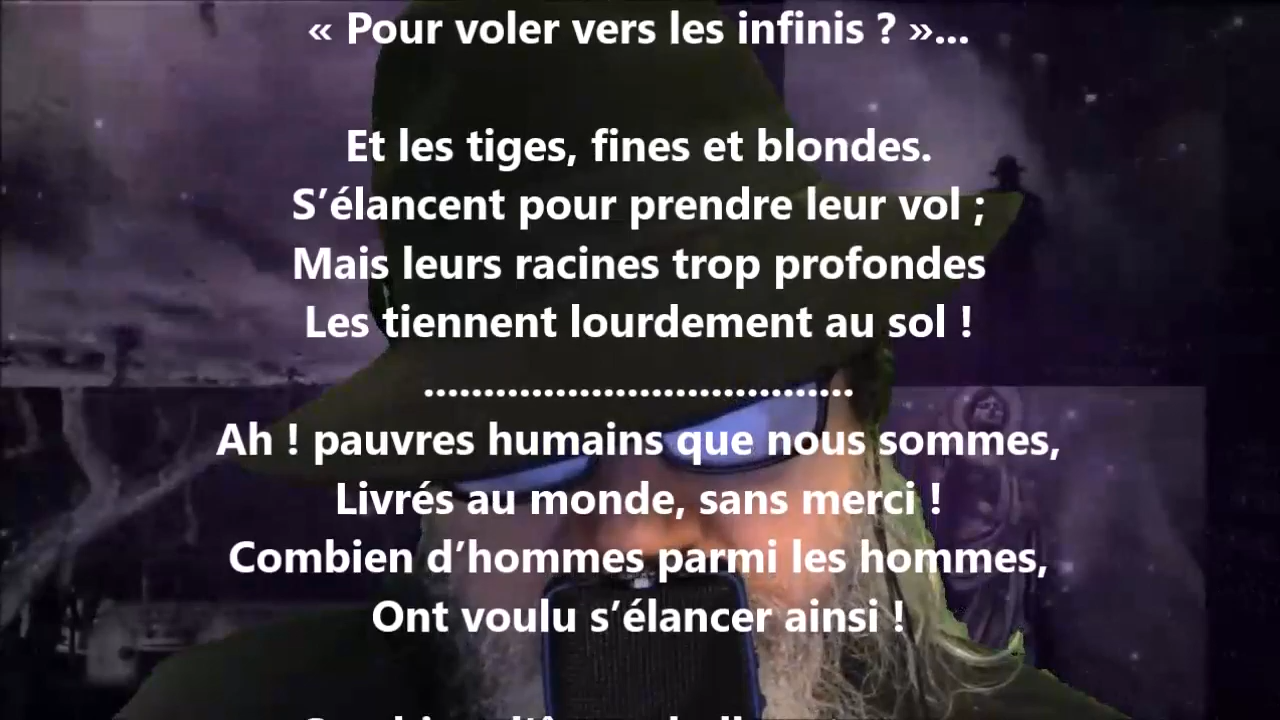 « Pour voler vers les infinis ? »...
Et les tiges, fines et blondes.
S’élancent pour prendre leur vol ;
Mais leurs racines trop profondes
Les tiennent lourdement au sol !
....................................
Ah ! pauvres humains que nous sommes,
Livrés au monde, sans merci !
Combien d’hommes parmi les hommes,
Ont voulu s’élancer ainsi !